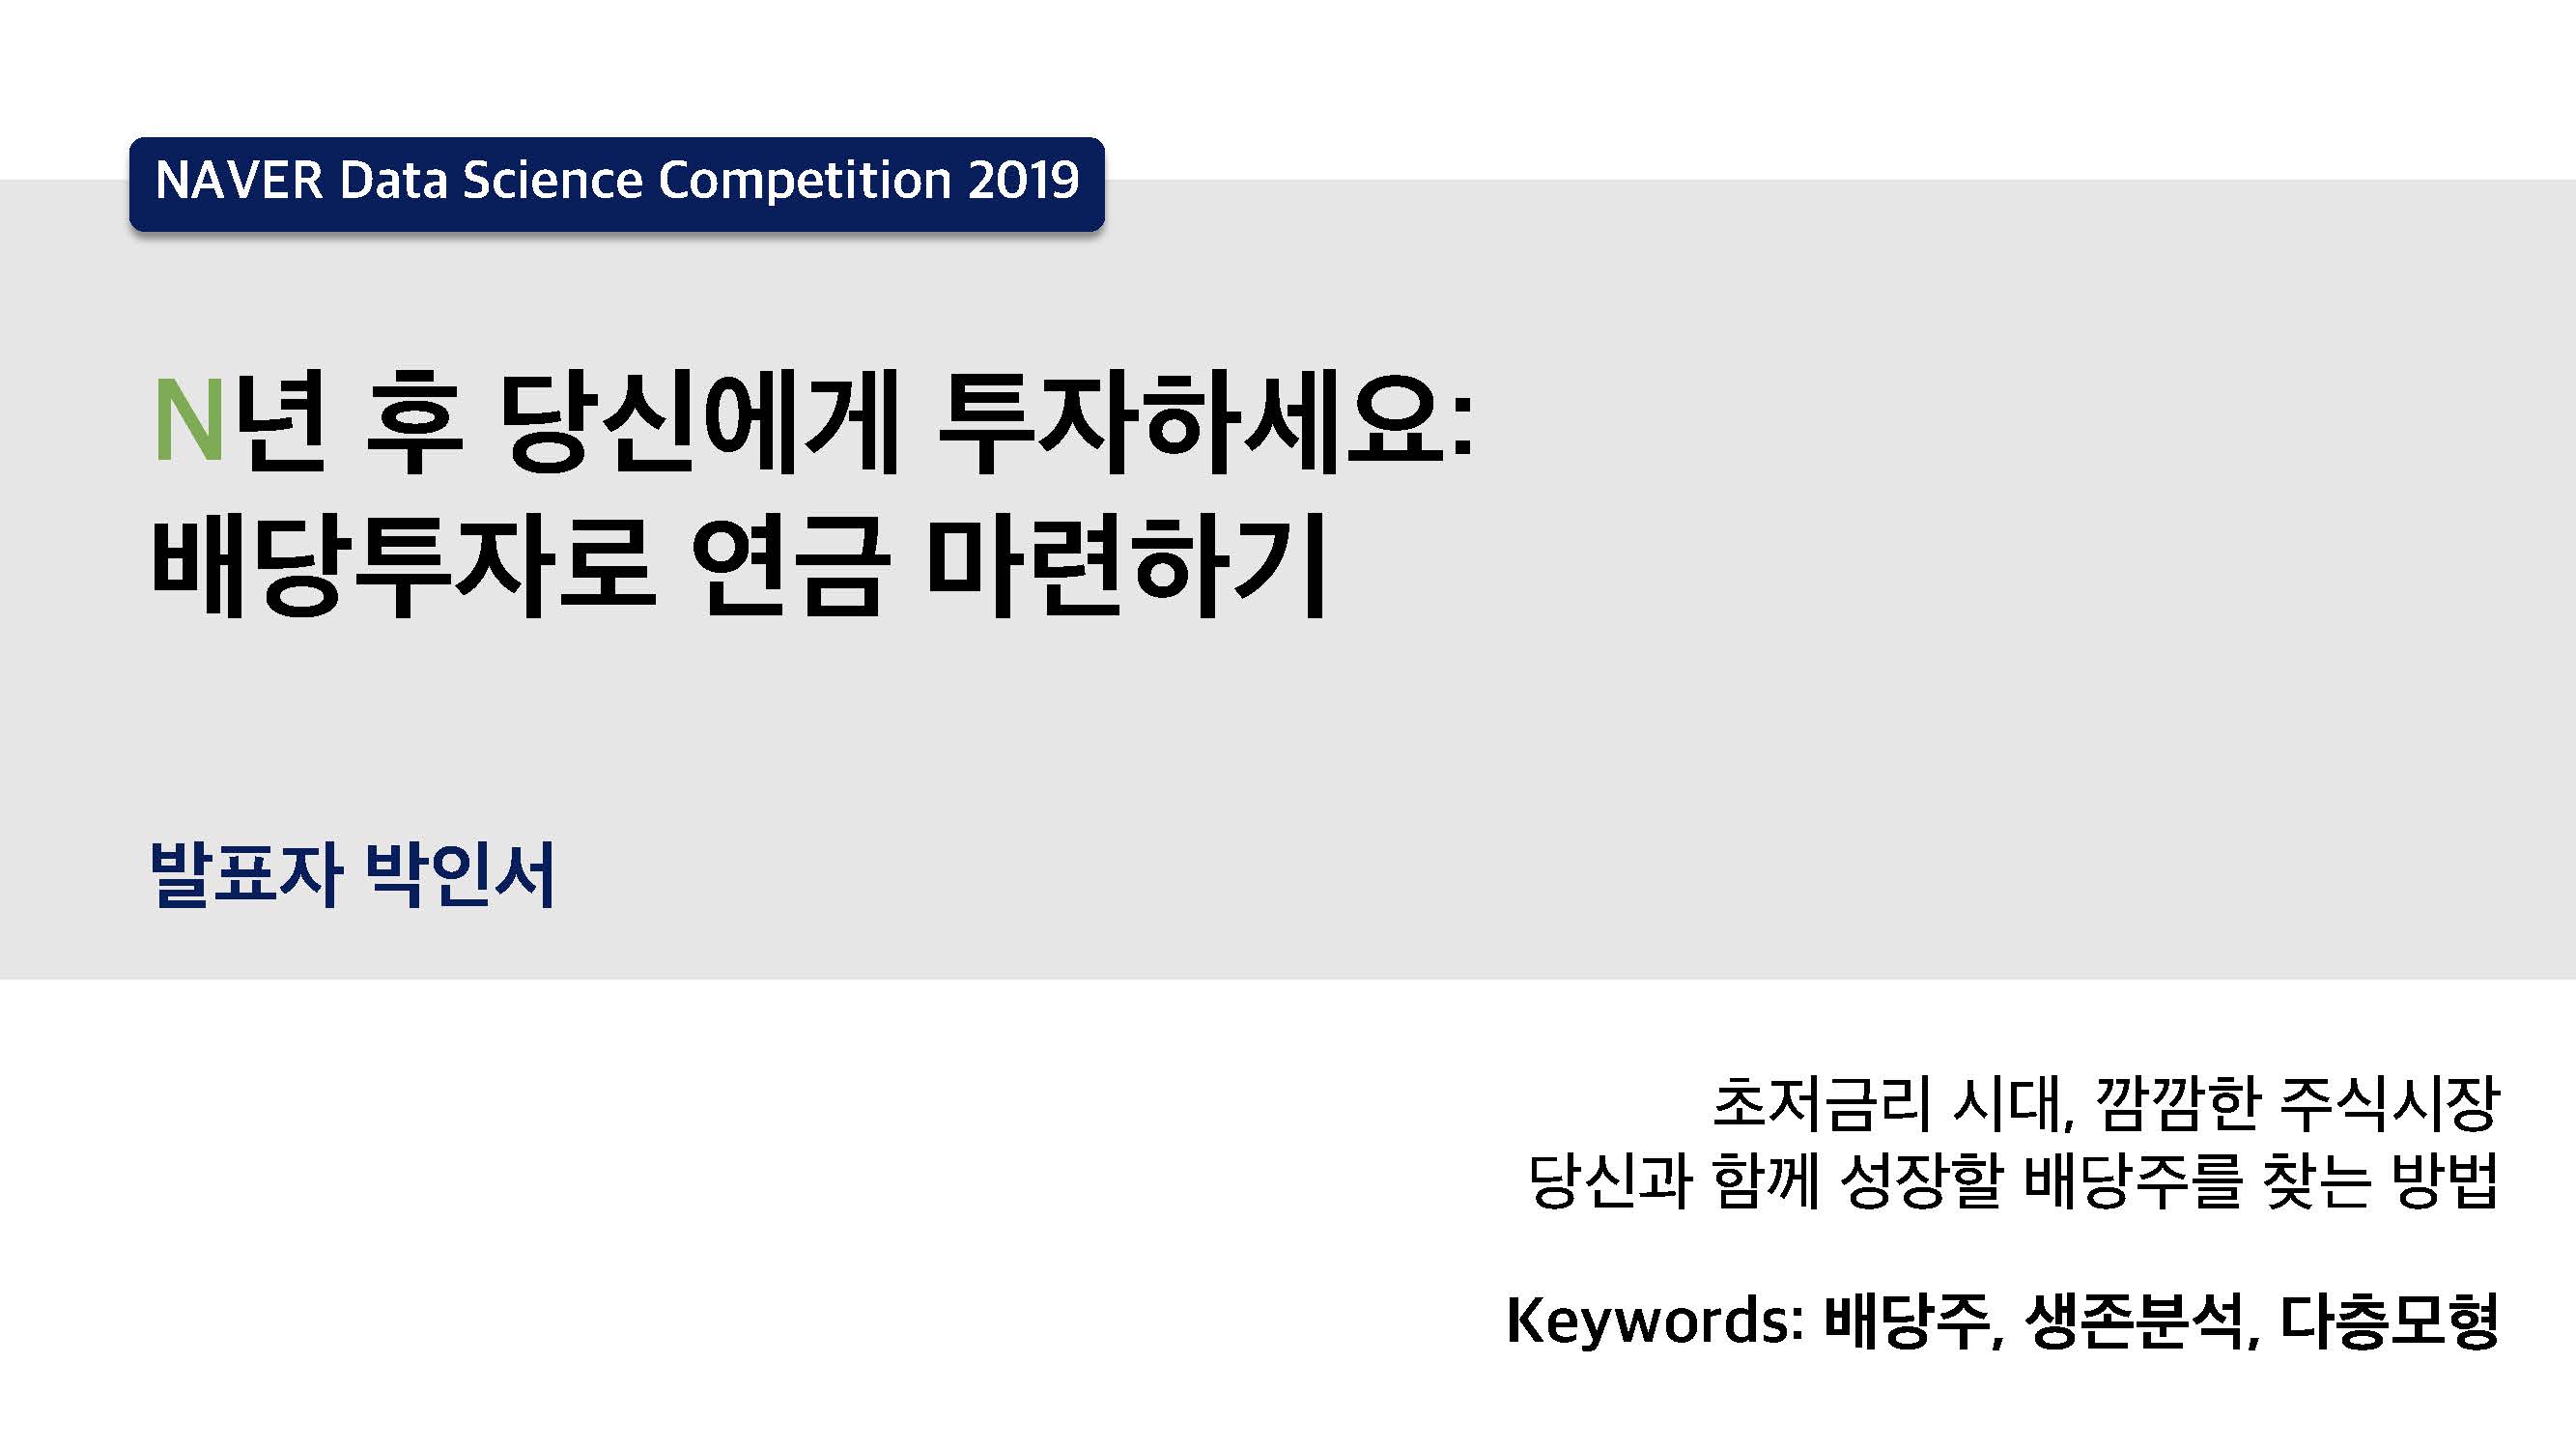 NAVER Data Science Competition 2019
N년 후 당신에게 투자하세요:
배당투자로 연금 마련하기
발표자 박인서
초저금리 시대, 깜깜한 주식시장
당신과 함께 성장할 배당주를 찾는 방법
Keywords: 배당주, 생존분석, 다층모형